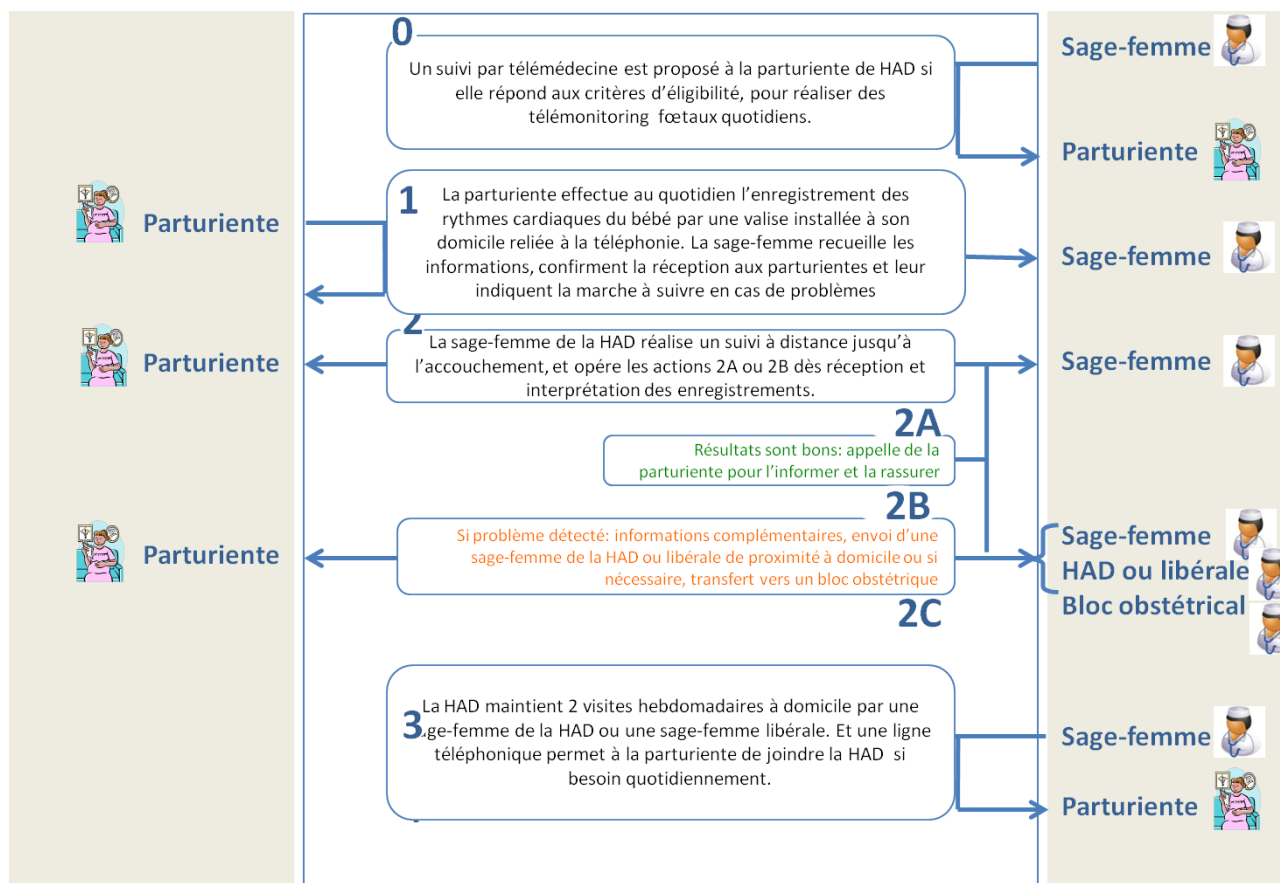 0
Un suivi par télémédecine est proposé à la parturiente de HAD si
elle répond aux critères d'éligibilité, pour réaliser des
télémonitoring fœtaux quotidiens.
Sage-femme
Parturiente
Parturiente
1
La parturiente effectue au quotidien l'enregistrement des
rythmes cardiaques du bébé par une valise installée à son
domicile reliée à la téléphonie. La sage-femme recueille les
informations, confirment la réception aux parturientes et leur
indiquent la marche à suivre en cas de problèmes
Sage-femme
Parturiente
2
La sage-femme de la HAD réalise un suivi à distance jusqu'à
l'accouchement, et opére les actions 2A ou 2B dès réception et
interprétation des enregistrements.
Sage-femme
2A
Résultats sont bons: appelle de la
parturiente pour l'informer et la rassurer
2B
Parturiente
Si problème détecté: informations complémentaires, envoi d'une
sage-femme de la HAD ou libérale de proximité à domicile ou si
nécessaire, transfert vers un bloc obstétrique
2C
Sage-femme
HAD ou libérale
Bloc obstétrical
3
La HAD maintient 2 visites hebdomadaires à domicile par une
age-femme de la HAD ou une sage-femme libérale. Et une ligne
téléphonique permet à la parturiente de joindre la HAD si
besoin quotidiennement.
Sage-femme
Parturiente